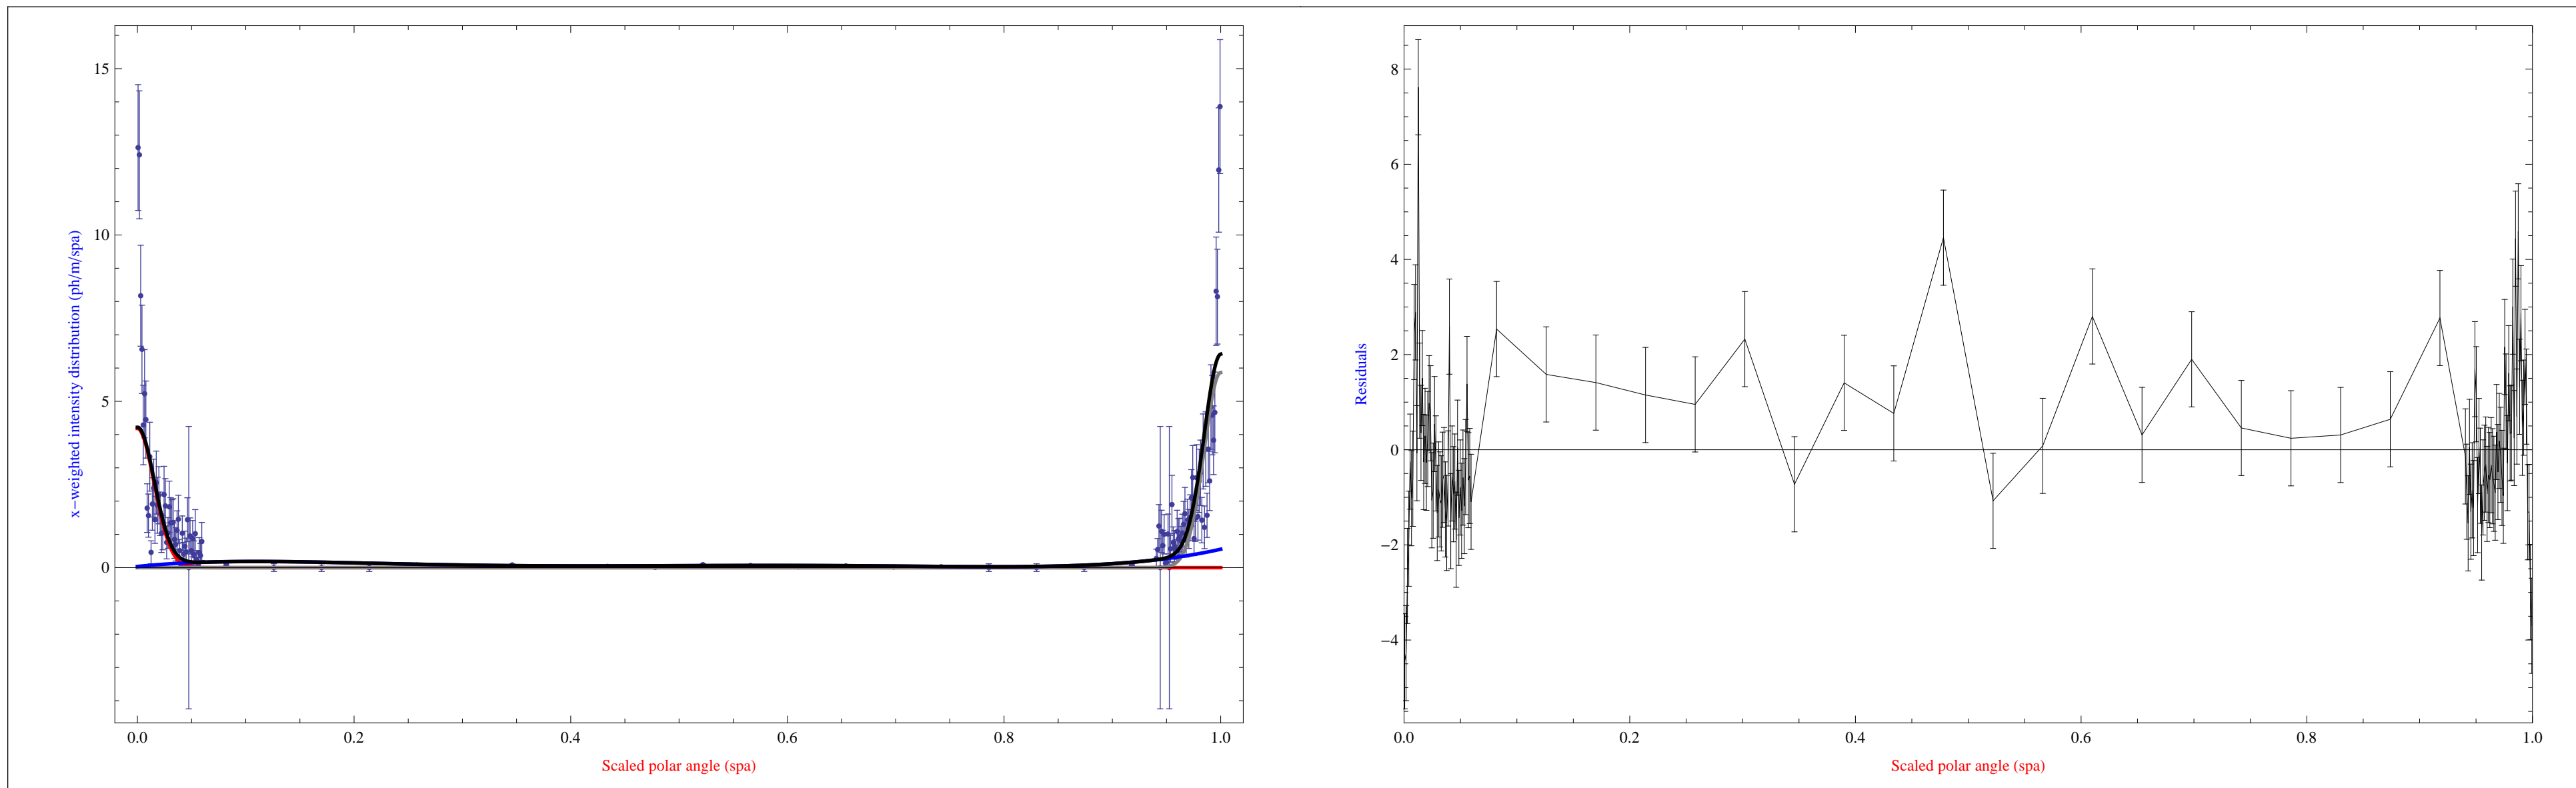 x−weighted intensity distribution (ph/m/spa)
15
10
5
0
0.0 0.2 0.4 0.6 0.8 1.0
Scaled polar angle (spa)
Residuals
8
6
4
2
0
−2
−4
0.0 0.2 0.4 0.6 0.8 1.0
Scaled polar angle (spa)